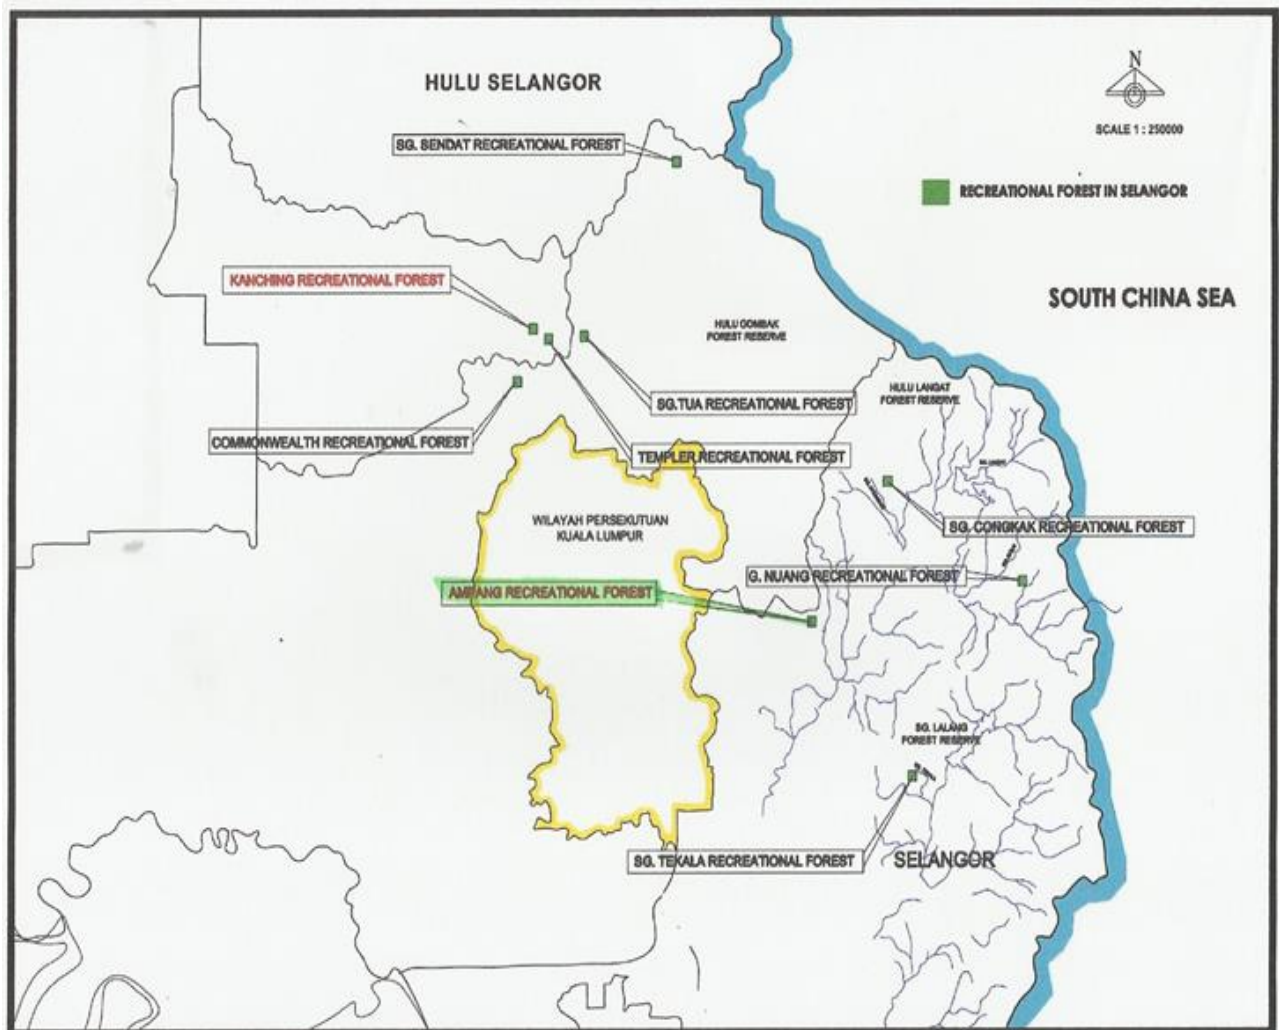 HULU SELANGOR
N
SCALE 1 : 250000
SG. SENDAT RECREATIONAL FOREST
RECREATIONAL FOREST IN SELANGOR
KANCHING RECREATIONAL FOREST
SOUTH CHINA SEA
HULU GOMBAK
FOREST RESERVE
HULU LANGAT
FOREST RESERVE
SG.TUA RECREATIONAL FOREST
COMMONWEALTH RECREATIONAL FOREST
TEMPLER RECREATIONAL FOREST
WILAYAH PERSEKUTUAN
KUALA LUMPUR
SG. CONGKAK RECREATIONAL FOREST
G. NUANG RECREATIONAL FOREST
AMPANG RECREATIONAL FOREST
SG. LALANG
FOREST RESERVE
SG. TEKALA RECREATIONAL FOREST
SELANGOR